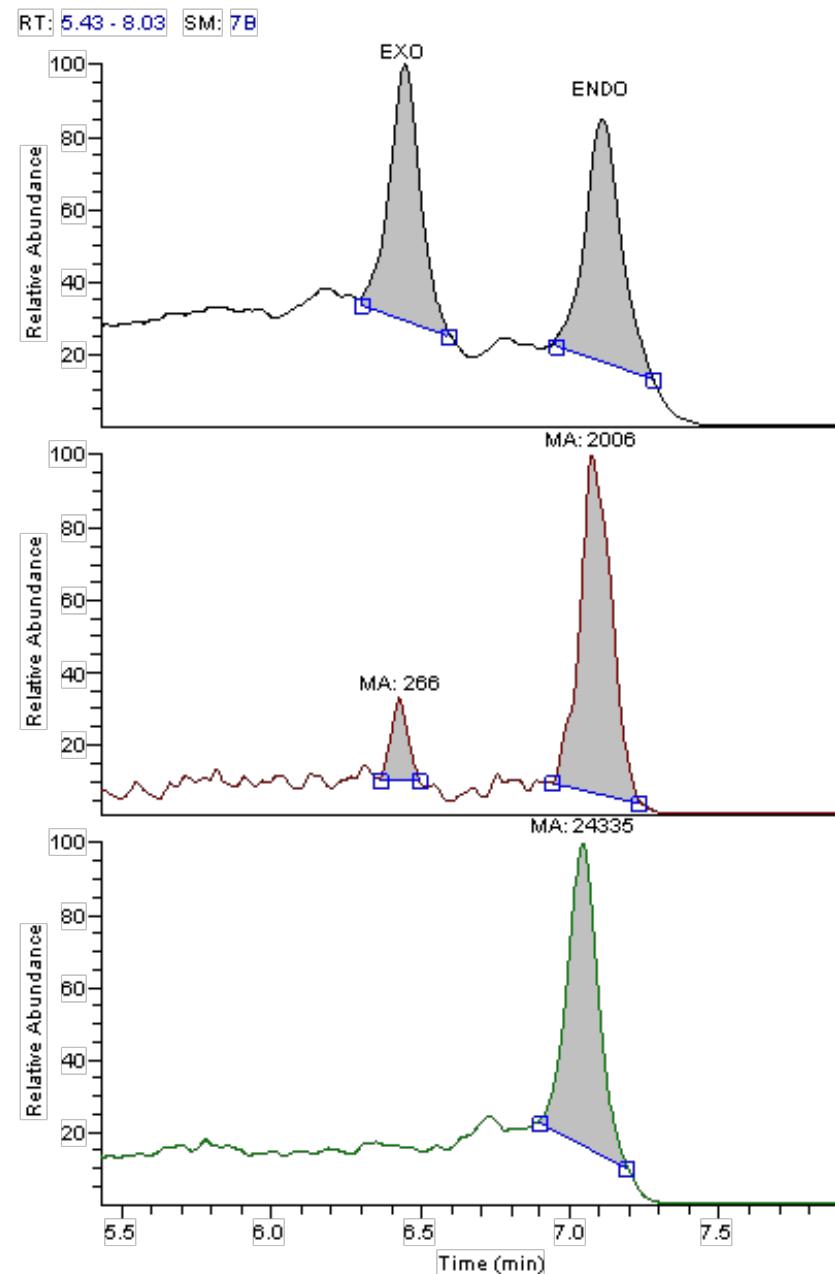 RT: 5.43 - 8.03 SM: 7B
EXO
ENDO
100
80
60
40
20
Relative Abundance
MA: 2006
MA: 266
100
80
60
40
20
Relative Abundance
MA: 24335
100
80
60
40
20
Relative Abundance
5.5 6.0 6.5 7.0 7.5
Time (min)